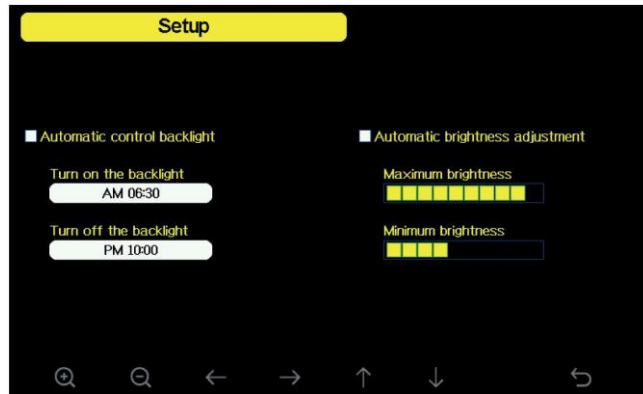 Setup
Automatic control backlight
Turn on the backlight
AM 06:30
Turn off the backlight
PM 10:00
Automatic brightness adjustment
Maximum brightness
Minimum brightness